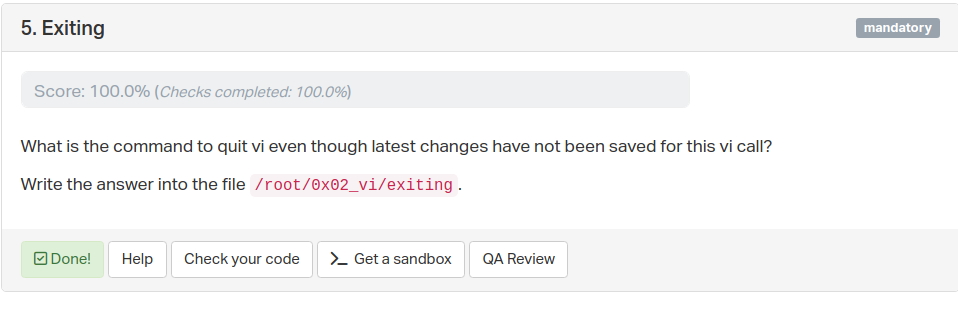 5. Exiting
mandatory
Score: 100.0% (Checks completed: 100.0%)
What is the command to quit vi even though latest changes have not been saved for this vi call?
Write the answer into the file /root/0x02_vi/exiting .
Done! Help Check your code >_ Get a sandbox QA Review